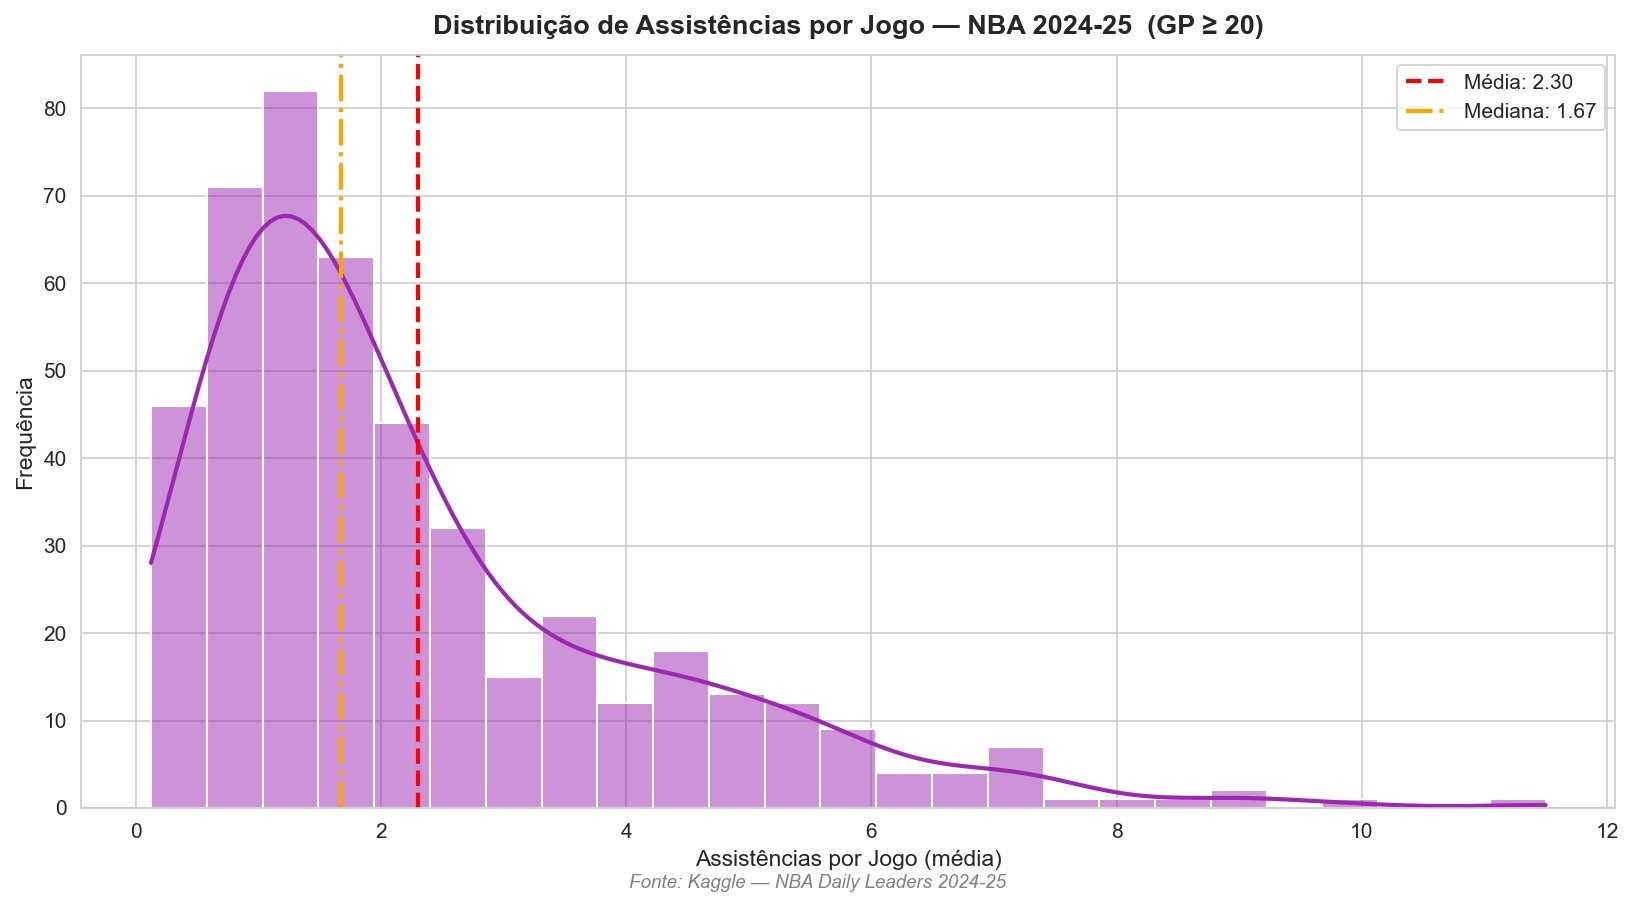 Distribuição de Assistências por Jogo — NBA 2024-25 (GP ≥ 20)
Média: 2.30
Mediana: 1.67
Frequência
80
70
60
50
40
30
20
10
0
0 2 4 6 8 10 12
Assistências por Jogo (média)
Fonte: Kaggle — NBA Daily Leaders 2024-25